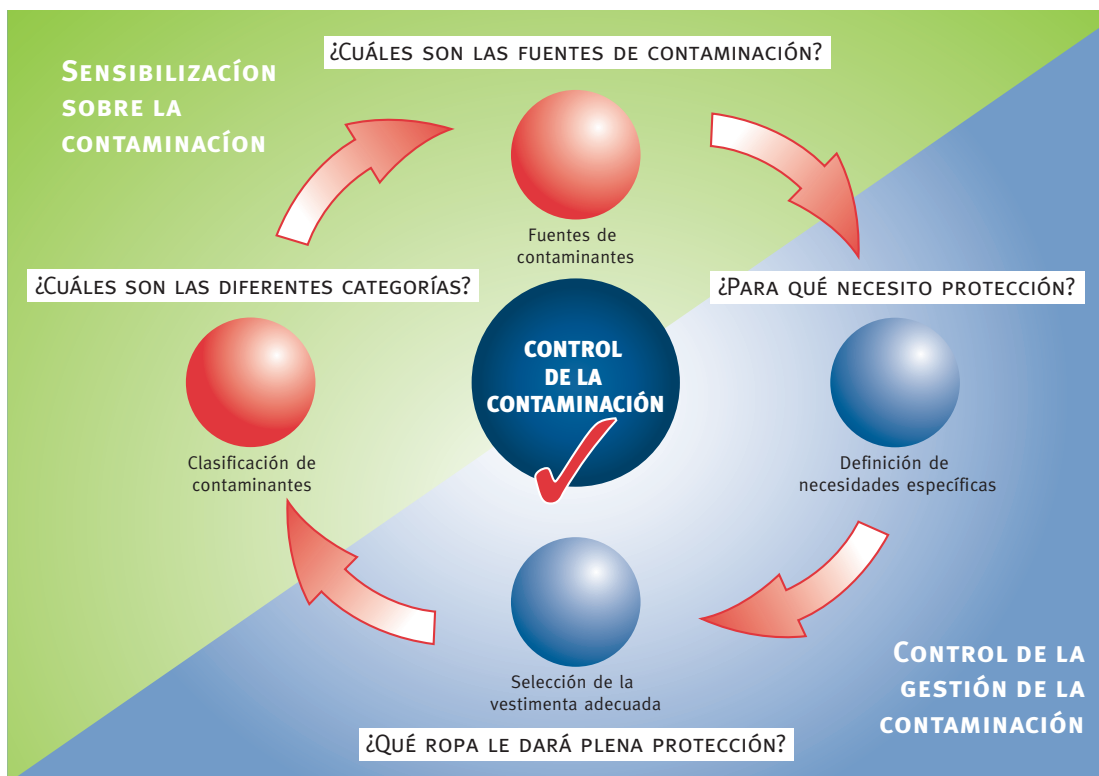 ¿Cuáles son las fuentes de contaminación?
Sensibilizacíon
sobre la
contaminacíon
Fuentes de
contaminantes
¿Cuáles son las diferentes categorías?
¿Para qué necesito protección?
CONTROL
DE LA
CONTAMINACIÓN
Clasificación de
contaminantes
Definición de
necesidades específicas
Selección de la
vestimenta adecuada
¿Qué ropa le dará plena protección?
Control de la
gestión de la
contaminación